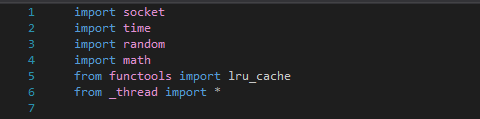 1 import socket
2 import time
3 import random
4 import math
5 from functools import lru_cache
6 from _thread import *
7